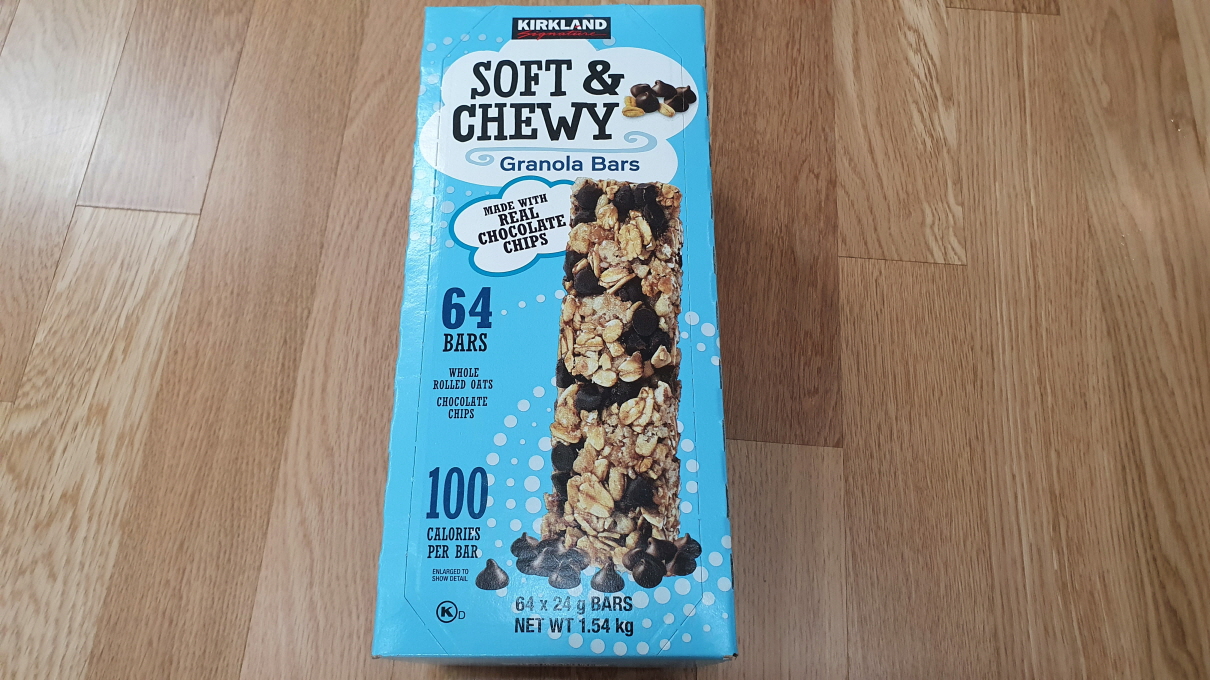 KIRKLAND
Signature
SOFT &
CHEWY
Granola Bars
MADE WITH
REAL
CHOCOLATE
CHIPS
64
BARS
WHOLE
ROLLED OATS
CHOCOLATE
CHIPS
100
CALORIES
PER BAR
ENLARGED TO
SHOW DETAIL
K D
64 x 24 g BARS
NET WT 1.54 kg